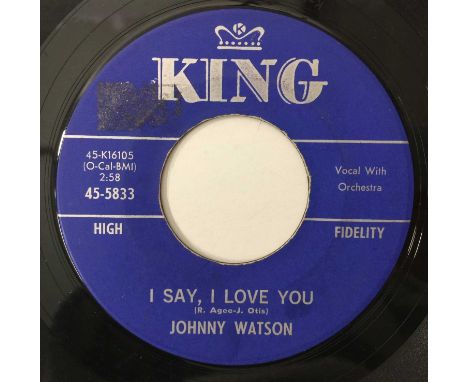 K
KING
45-K16105
(O-Cal-BMI)
2:58
45-5833
Vocal With
Orchestra
HIGH
FIDELITY
I SAY, I LOVE YOU
(R. Agee-J. Otis)
JOHNNY WATSON